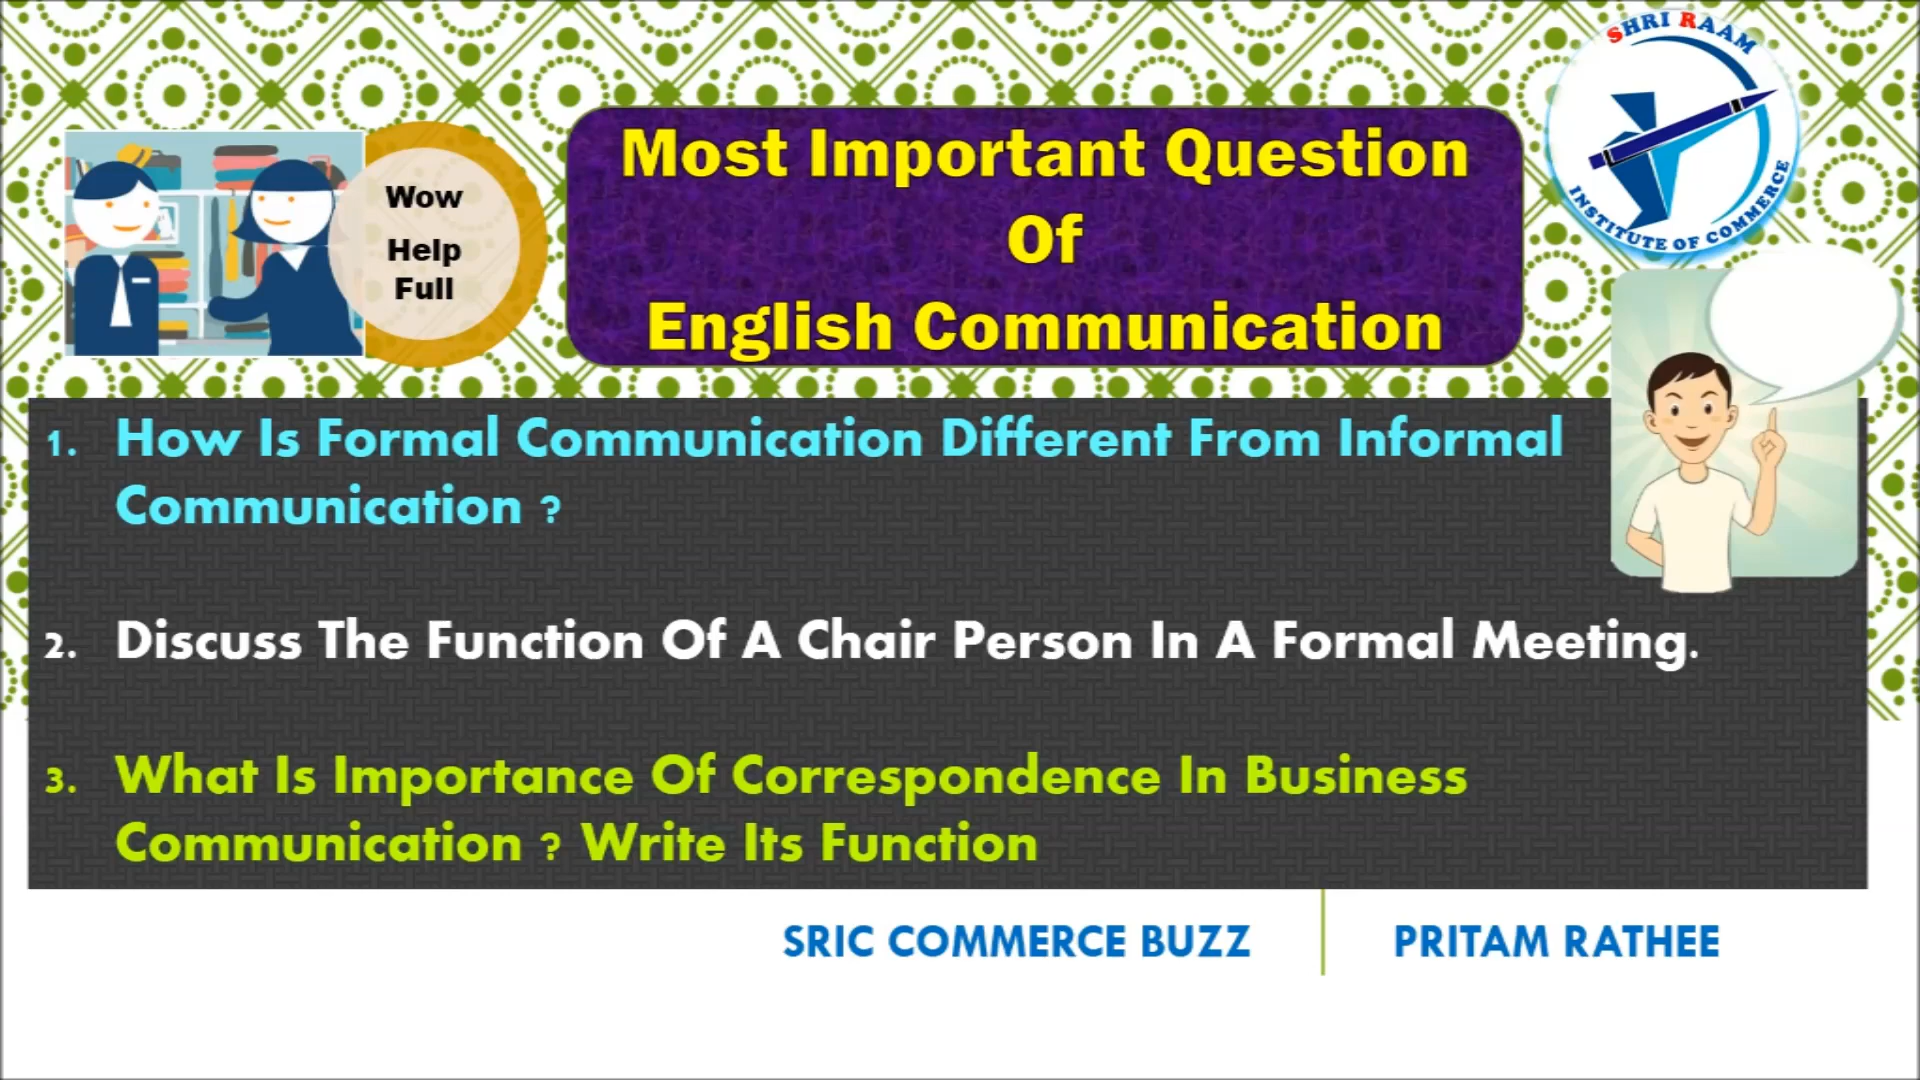 SHRI RAAM
INSTITUTE OF COMMERCE
Wow
Help
Full
Most Important Question
Of
English Communication
1. How Is Formal Communication Different From Informal
Communication ?
2. Discuss The Function Of A Chair Person In A Formal Meeting.
3. What Is Importance Of Correspondence In Business
Communication ? Write Its Function
SRIC COMMERCE BUZZ
PRITAM RATHEE